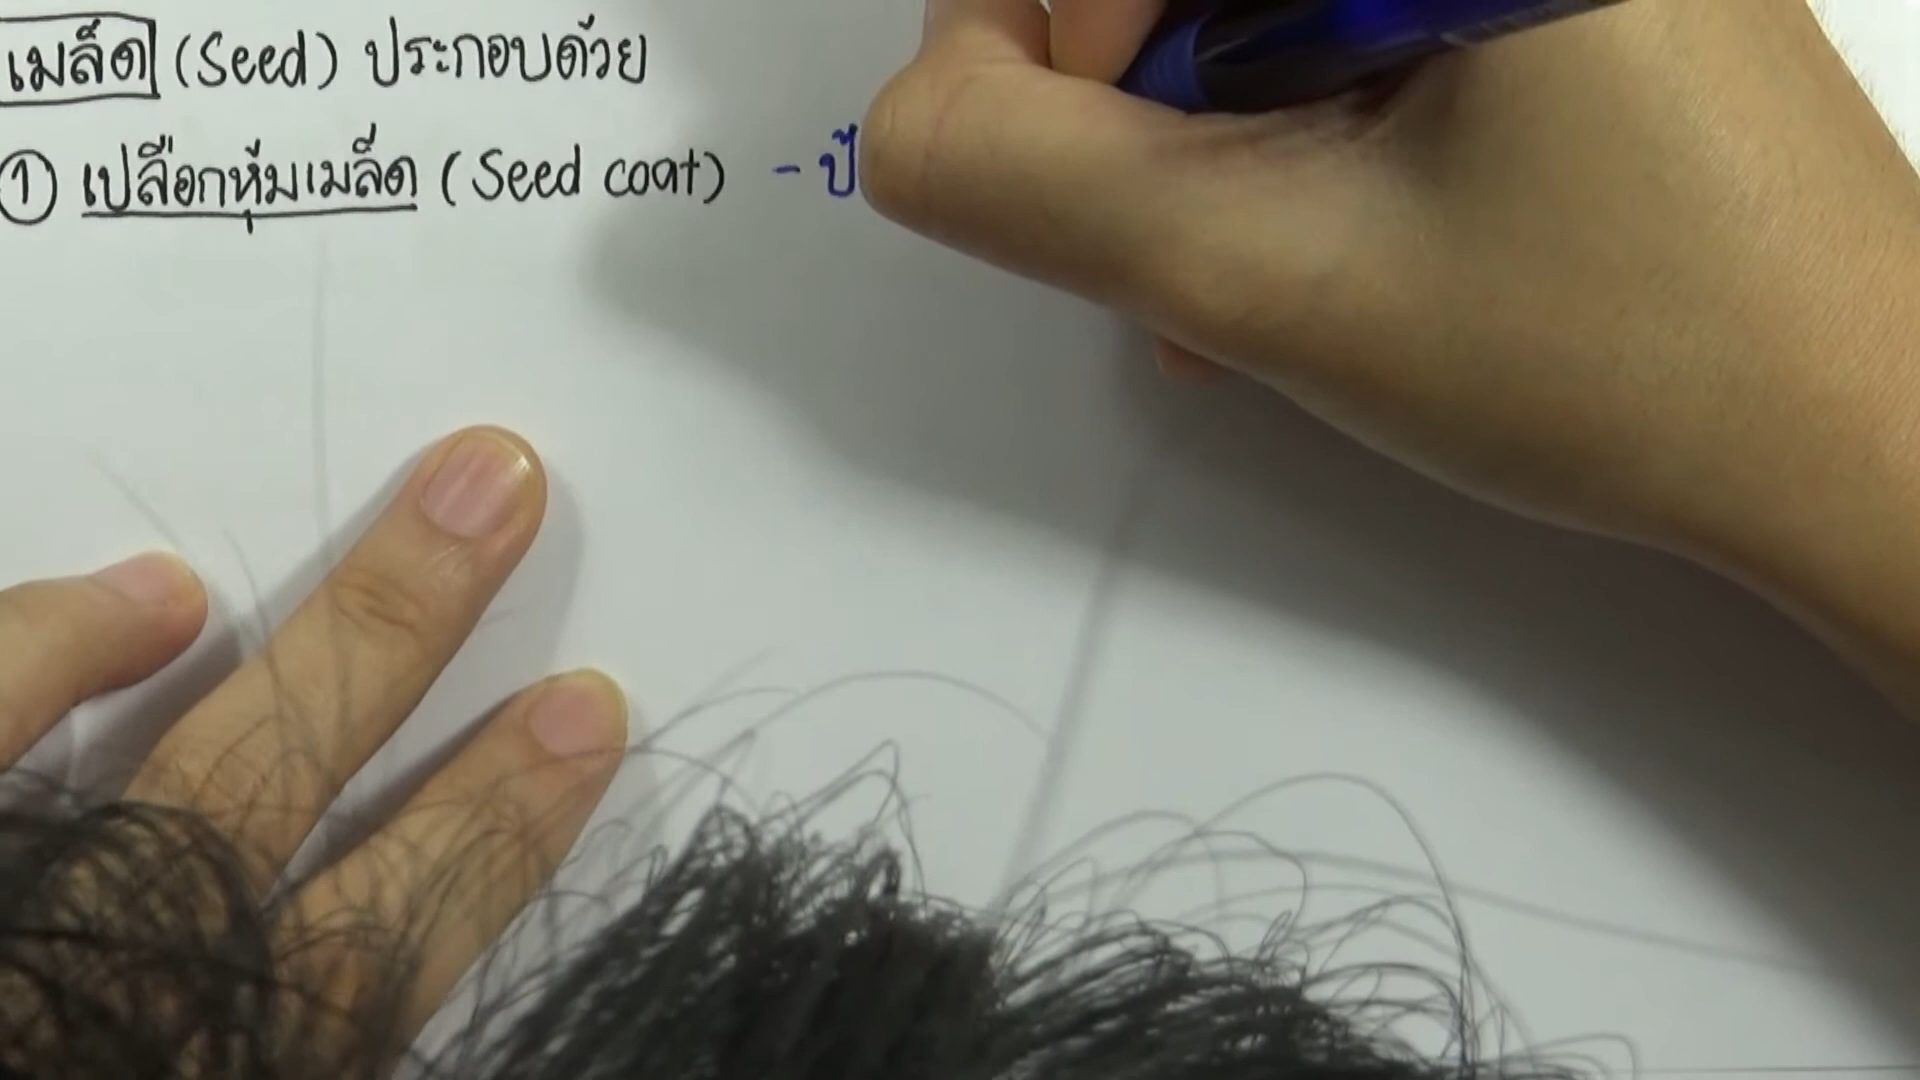 เมล็ด (Seed) ประกอบด้วย
① เปลือกหุ้มเมล็ด (Seed coat) - ป้